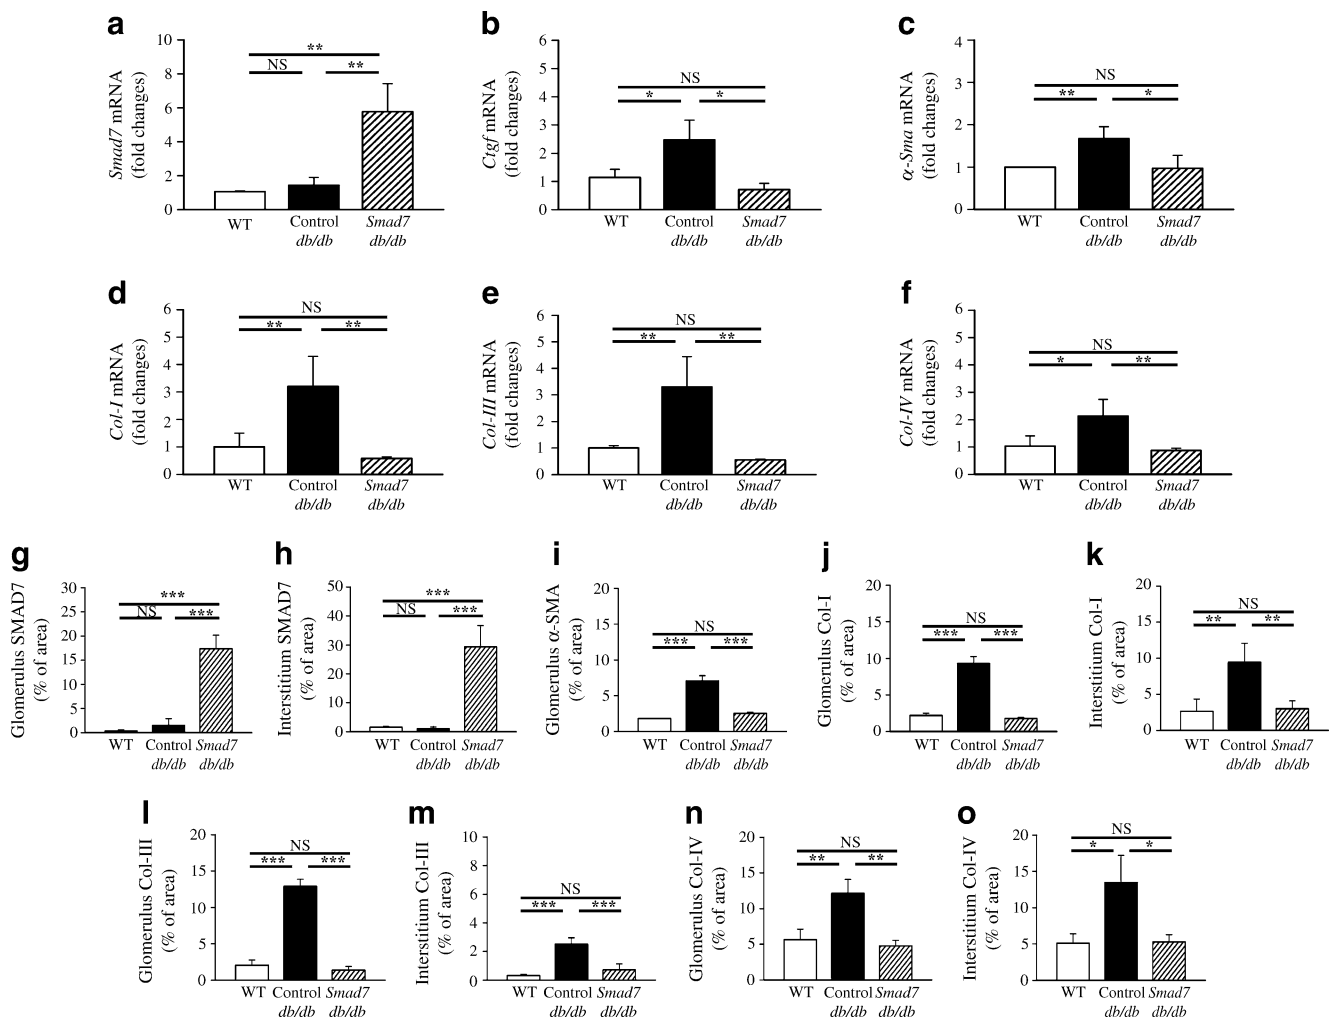 a
Smad7 mRNA
(fold changes)
10
8
6
4
2
0
**
NS
**
WT
Control
db/db
Smad7
db/db
b
Ctgf mRNA
(fold changes)
6
5
4
3
2
1
0
NS
*
*
WT
Control
db/db
Smad7
db/db
c
α-Sma mRNA
(fold changes)
4
3
2
1
0
NS
**
*
WT
Control
db/db
Smad7
db/db
d
Col-I mRNA
(fold changes)
6
5
4
3
2
1
0
NS
**
**
WT
Control
db/db
Smad7
db/db
e
Col-III mRNA
(fold changes)
6
5
4
3
2
1
0
NS
**
**
WT
Control
db/db
Smad7
db/db
f
Col-IV mRNA
(fold changes)
6
5
4
3
2
1
0
NS
*
**
WT
Control
db/db
Smad7
db/db
g
Glomerulus SMAD7
(% of area)
30
25
20
15
10
5
0
***
NS
***
WT
Control
db/db
Smad7
db/db
h
Interstitium SMAD7
(% of area)
50
40
30
20
10
0
***
NS
***
WT
Control
db/db
Smad7
db/db
i
Glomerulus α-SMA
(% of area)
20
15
10
5
0
NS
***
***
WT
Control
db/db
Smad7
db/db
j
Glomerulus Col-I
(% of area)
20
15
10
5
0
NS
***
***
WT
Control
db/db
Smad7
db/db
k
Interstitium Col-I
(% of area)
20
15
10
5
0
NS
**
**
WT
Control
db/db
Smad7
db/db
l
Glomerulus Col-III
(% of area)
20
15
10
5
0
NS
***
***
WT
Control
db/db
Smad7
db/db
m
Interstitium Col-III
(% of area)
10
8
6
4
2
0
NS
***
***
WT
Control
db/db
Smad7
db/db
n
Glomerulus Col-IV
(% of area)
20
15
10
5
0
NS
**
**
WT
Control
db/db
Smad7
db/db
o
Interstitium Col-IV
(% of area)
20
15
10
5
0
NS
*
*
WT
Control
db/db
Smad7
db/db